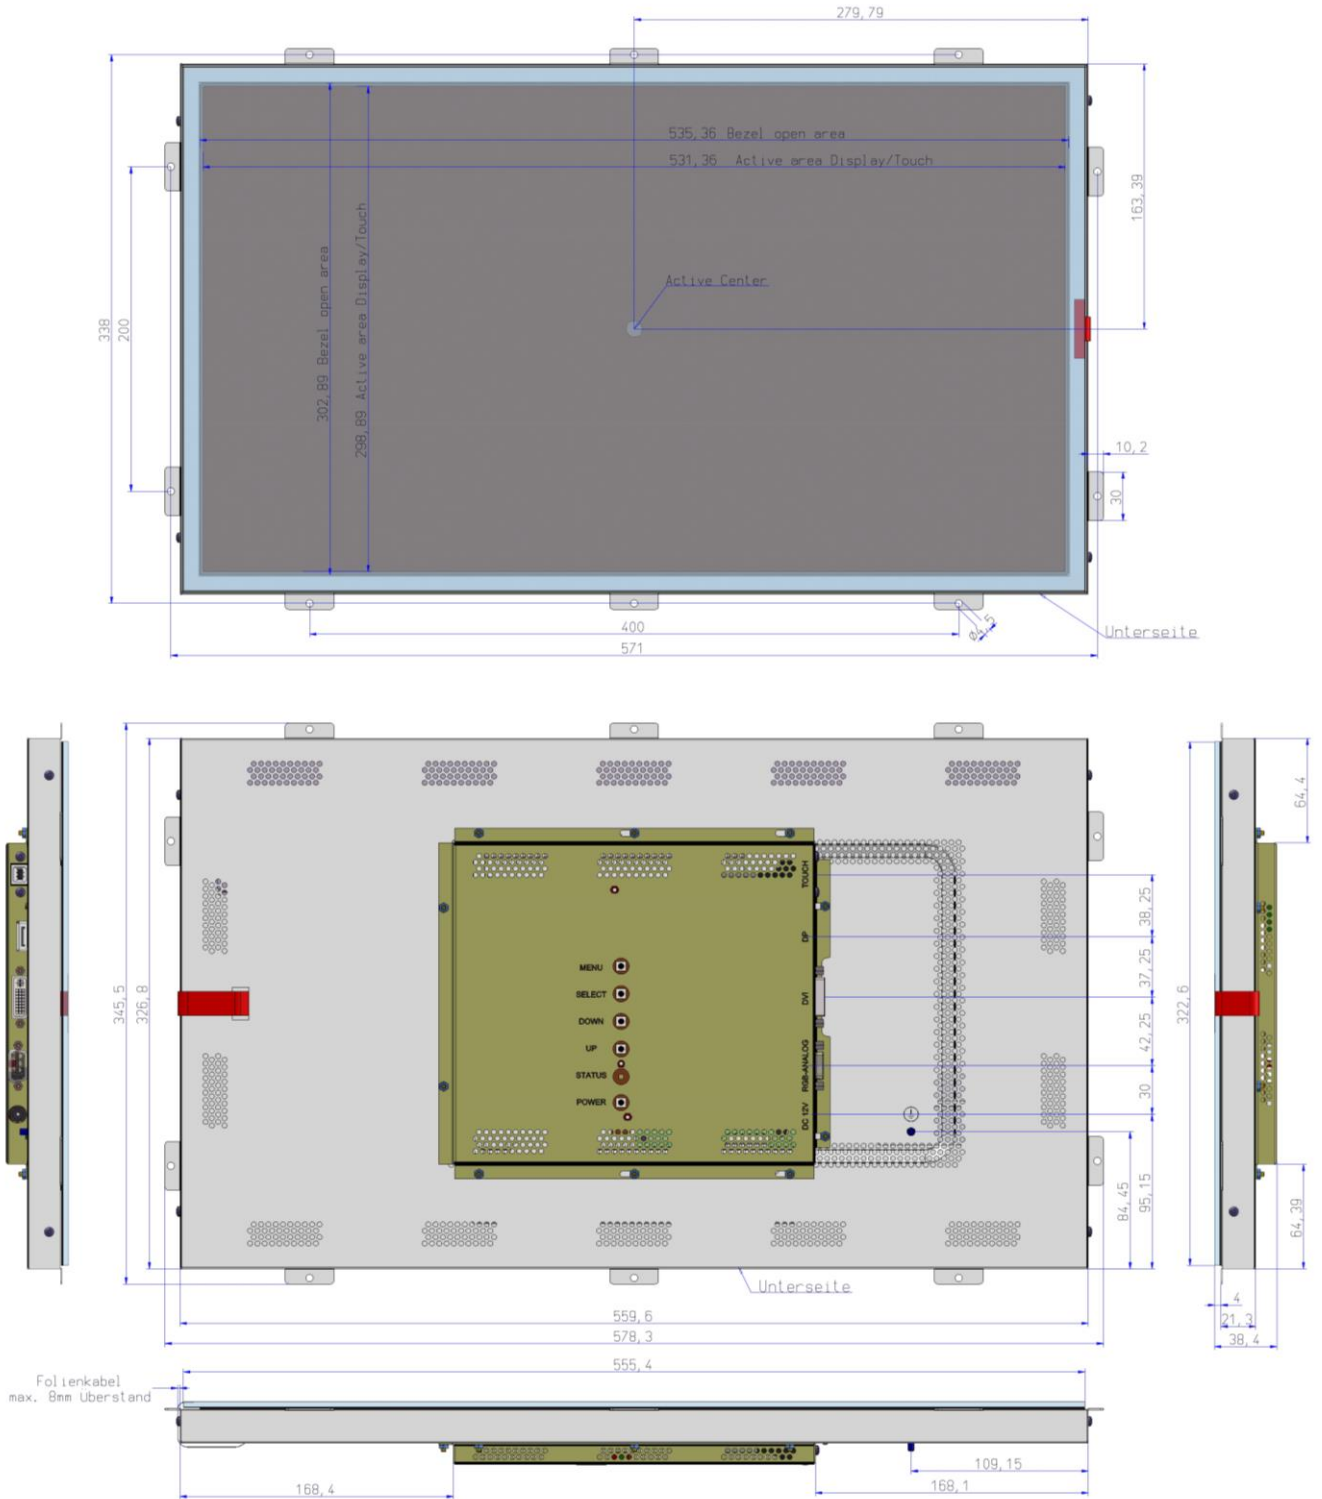 279,79
535,36 Bezel open area
531,36 Active area Display/Touch
163,39
302,89 Bezel open area
298,89 Active area Display/Touch
Active Center
338
200
10,2
30
400
Ø4,5
571
Unterseite
64,4
TOUCH
38,25
DP
37,25
MENU
SELECT
DVI
345,5
326,8
322,6
DOWN
42,25
UP
RGB-ANALOG
STATUS
30
POWER
DC 12V
84,45
95,15
64,39
Unterseite
4
559,6
21,3
578,3
38,4
555,4
Folienkabel
max. 8mm Uberstand
109,15
168,4
168,1